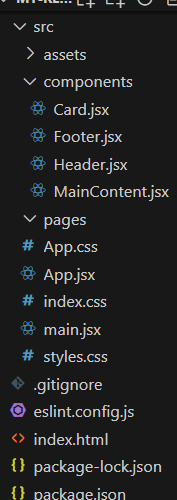 src
assets
components
Card.jsx
Footer.jsx
Header.jsx
MainContent.jsx
pages
App.css
App.jsx
index.css
main.jsx
styles.css
.gitignore
eslint.config.js
index.html
package-lock.json
package.json